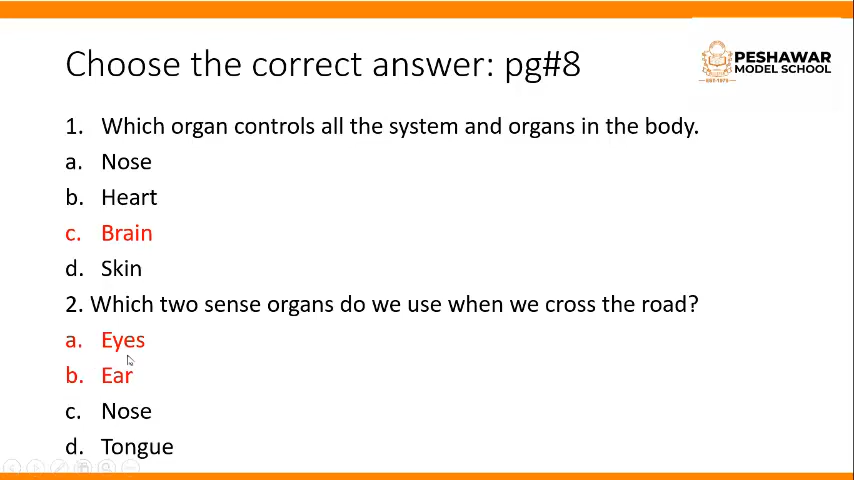 Choose the correct answer: pg#8
PESHAWAR
MODEL SCHOOL
EST-1973
1. Which organ controls all the system and organs in the body.
a. Nose
b. Heart
c. Brain
d. Skin
2. Which two sense organs do we use when we cross the road?
a. Eyes
b. Ear
c. Nose
d. Tongue